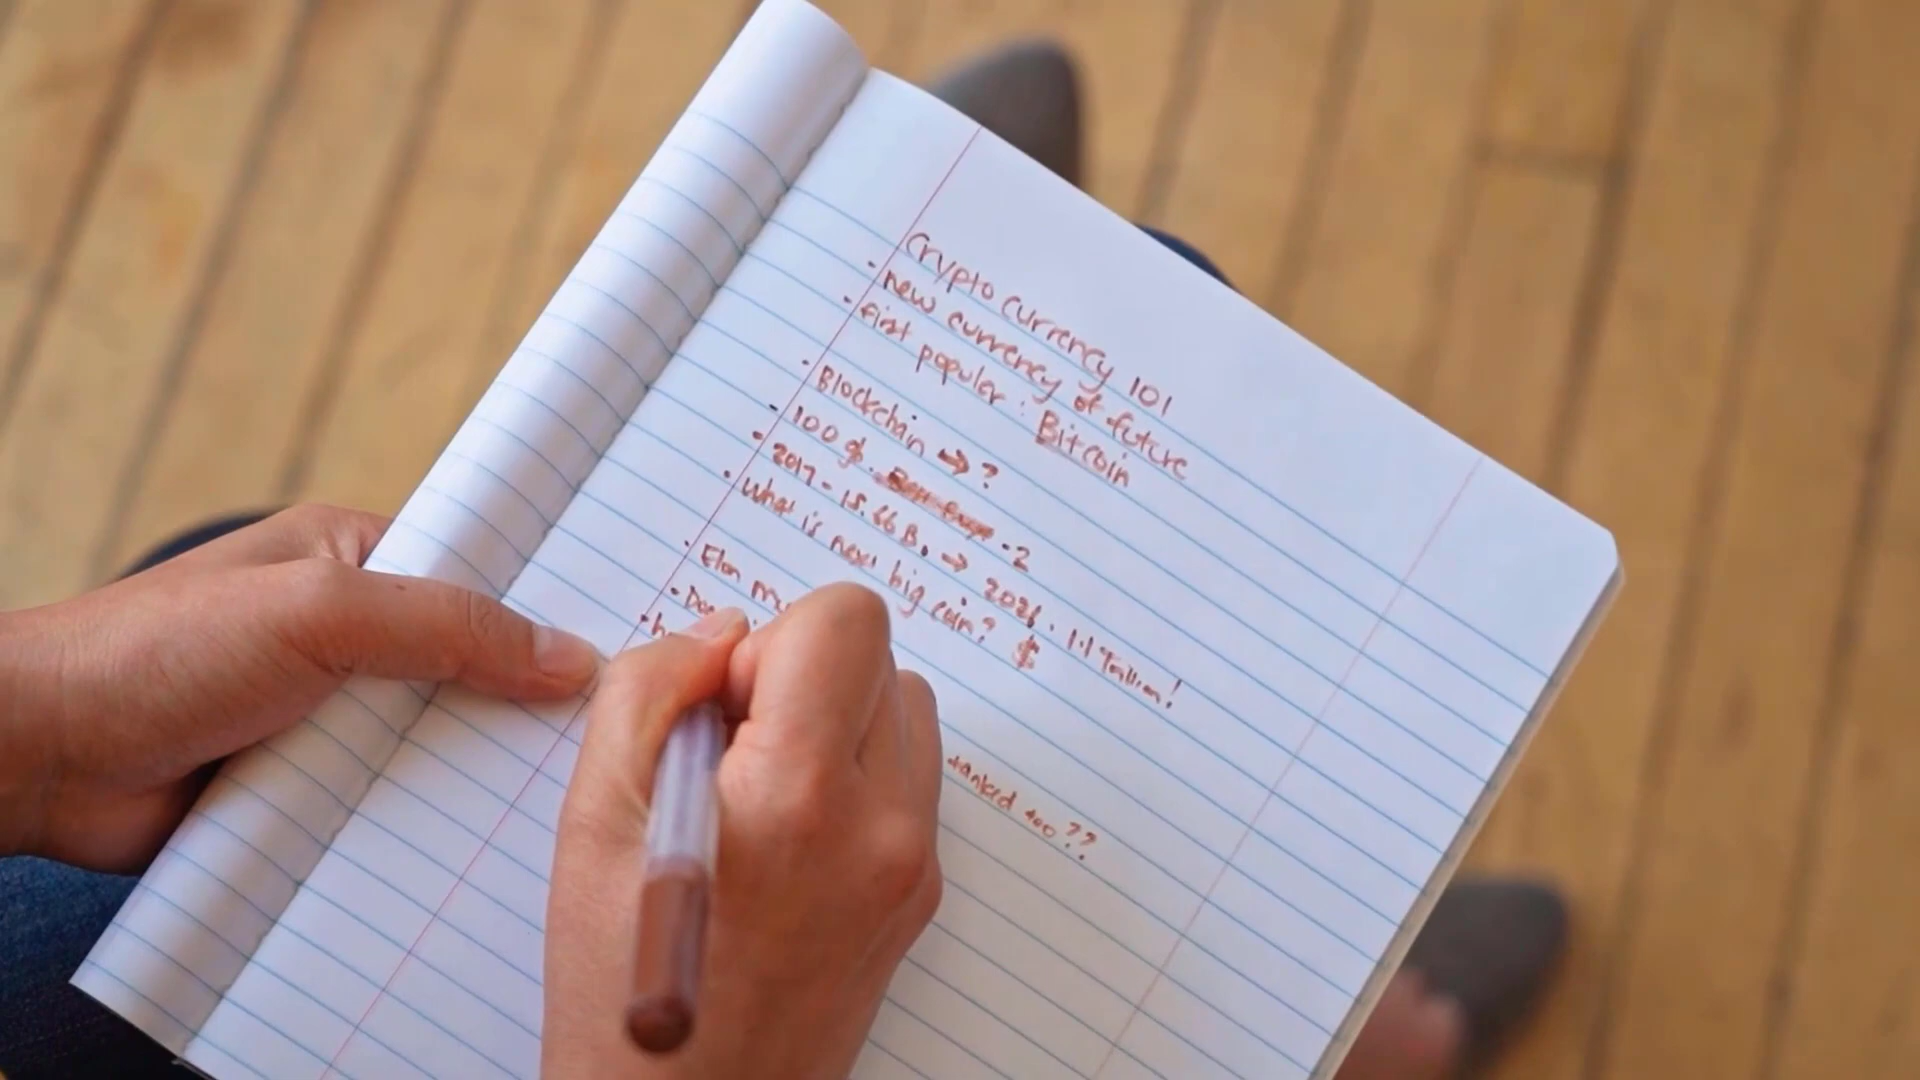 Crypto Currency 101
- new currency of future
- first popular : Bitcoin
- Blockchain → ?
- 100 $. -2
- 2017 - 15.66 B. → 2021. 1.1 Trillion!
- What is next big coin? $
- Elon
tanked too ??